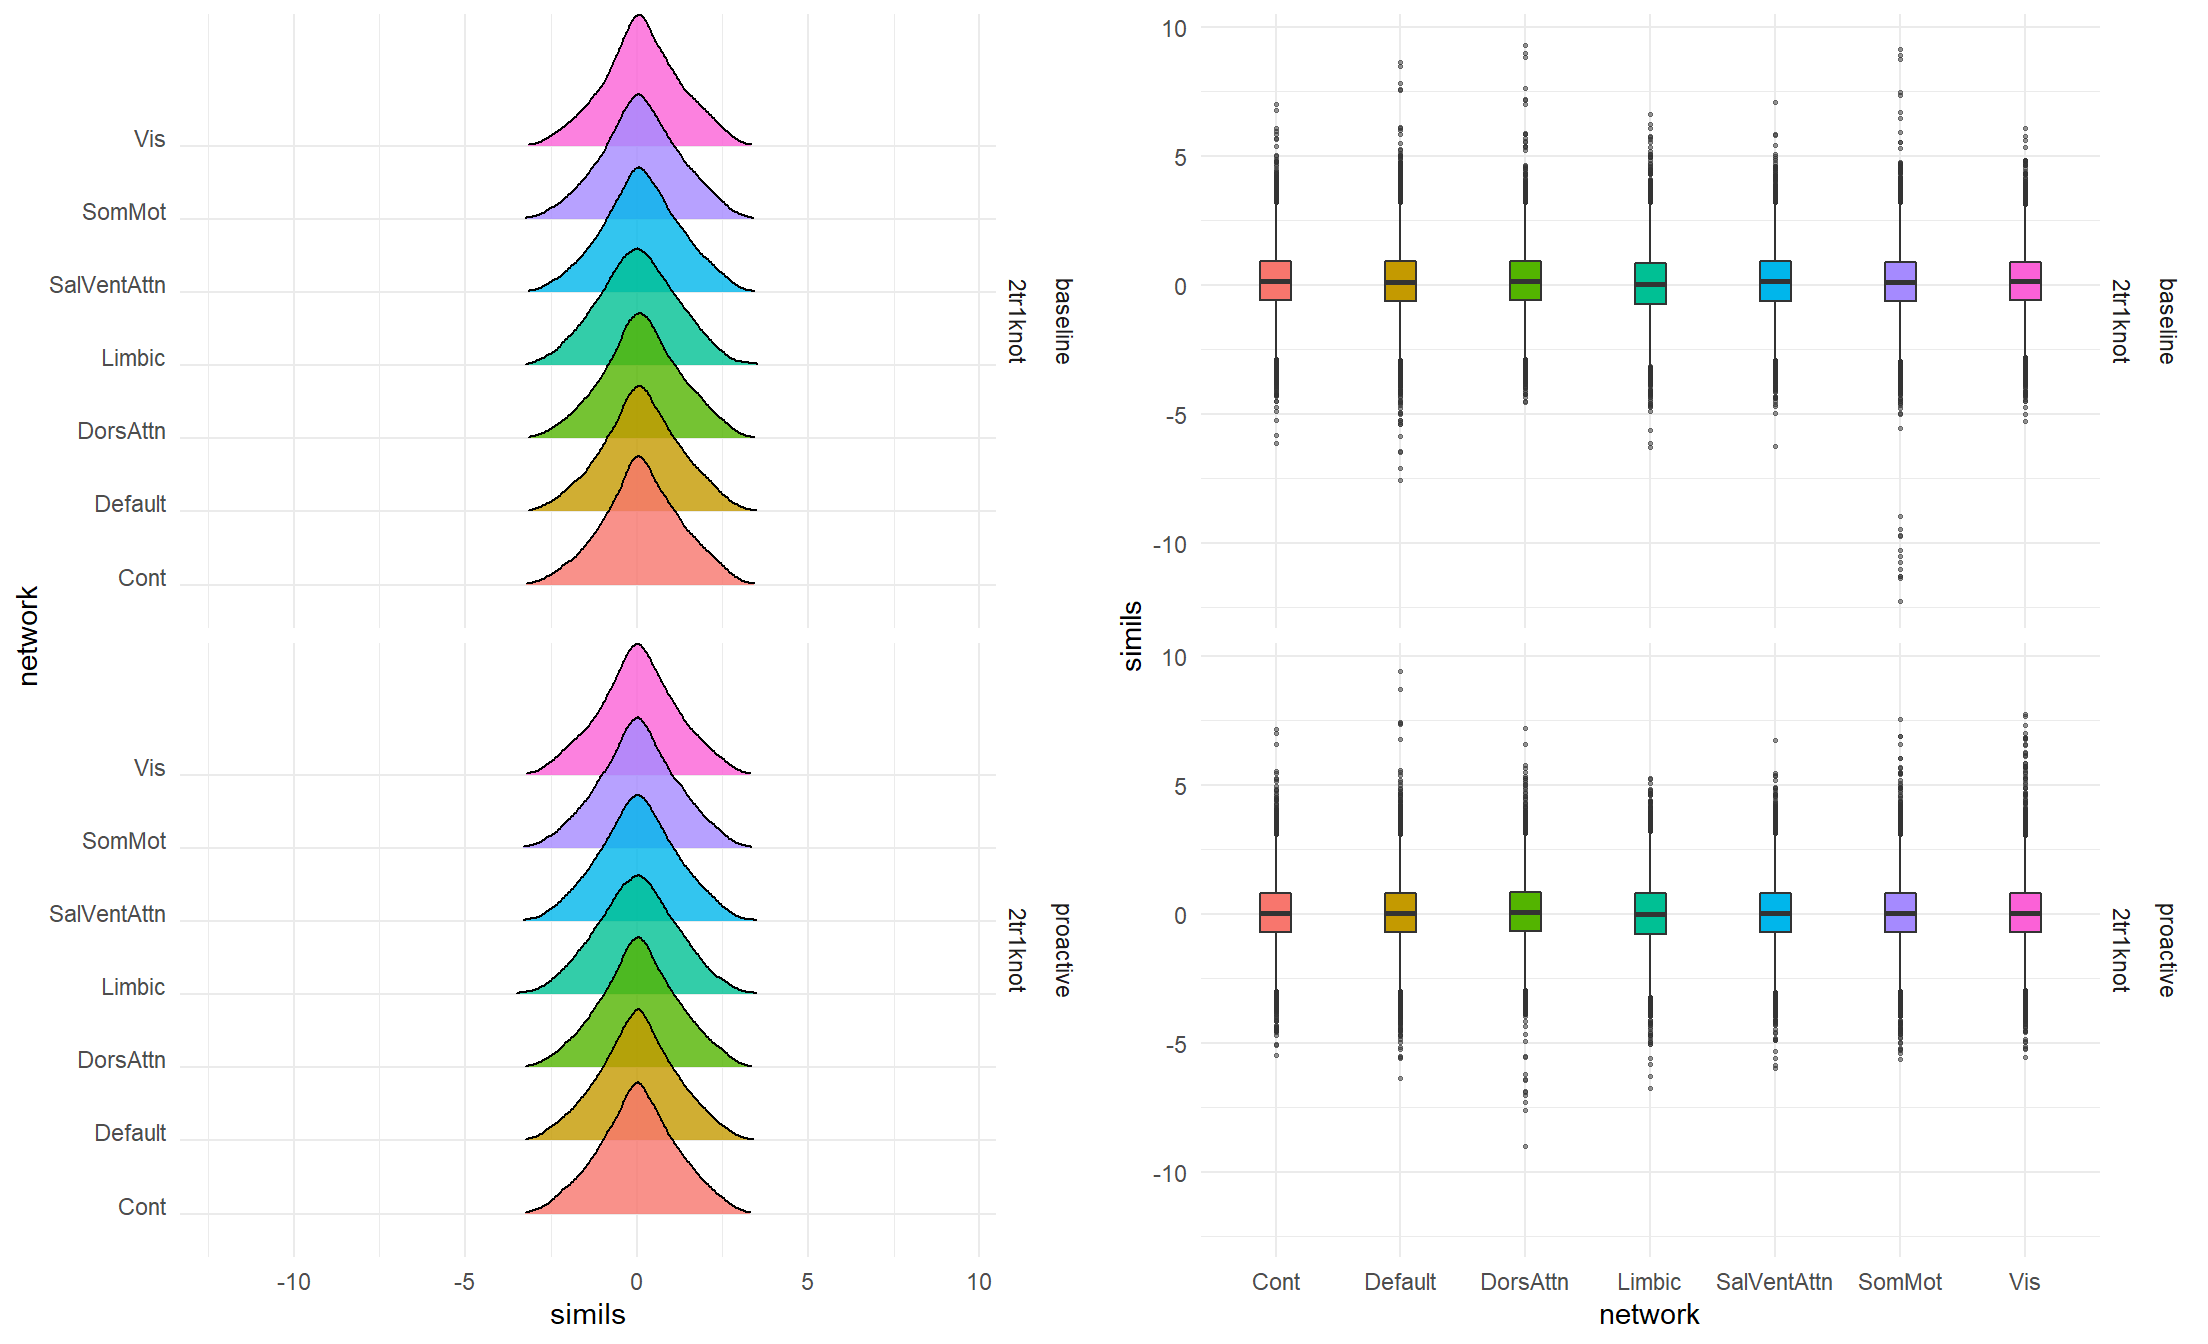 network
Vis
SomMot
SalVentAttn
Limbic
DorsAttn
Default
Cont
baseline
2tr1knot
Vis
SomMot
SalVentAttn
Limbic
DorsAttn
Default
Cont
proactive
2tr1knot
-10 -5 0 5 10
simils
simils
10
5
0
-5
-10
baseline
2tr1knot
10
5
0
-5
-10
proactive
2tr1knot
Cont Default DorsAttn Limbic SalVentAttn SomMot Vis
network